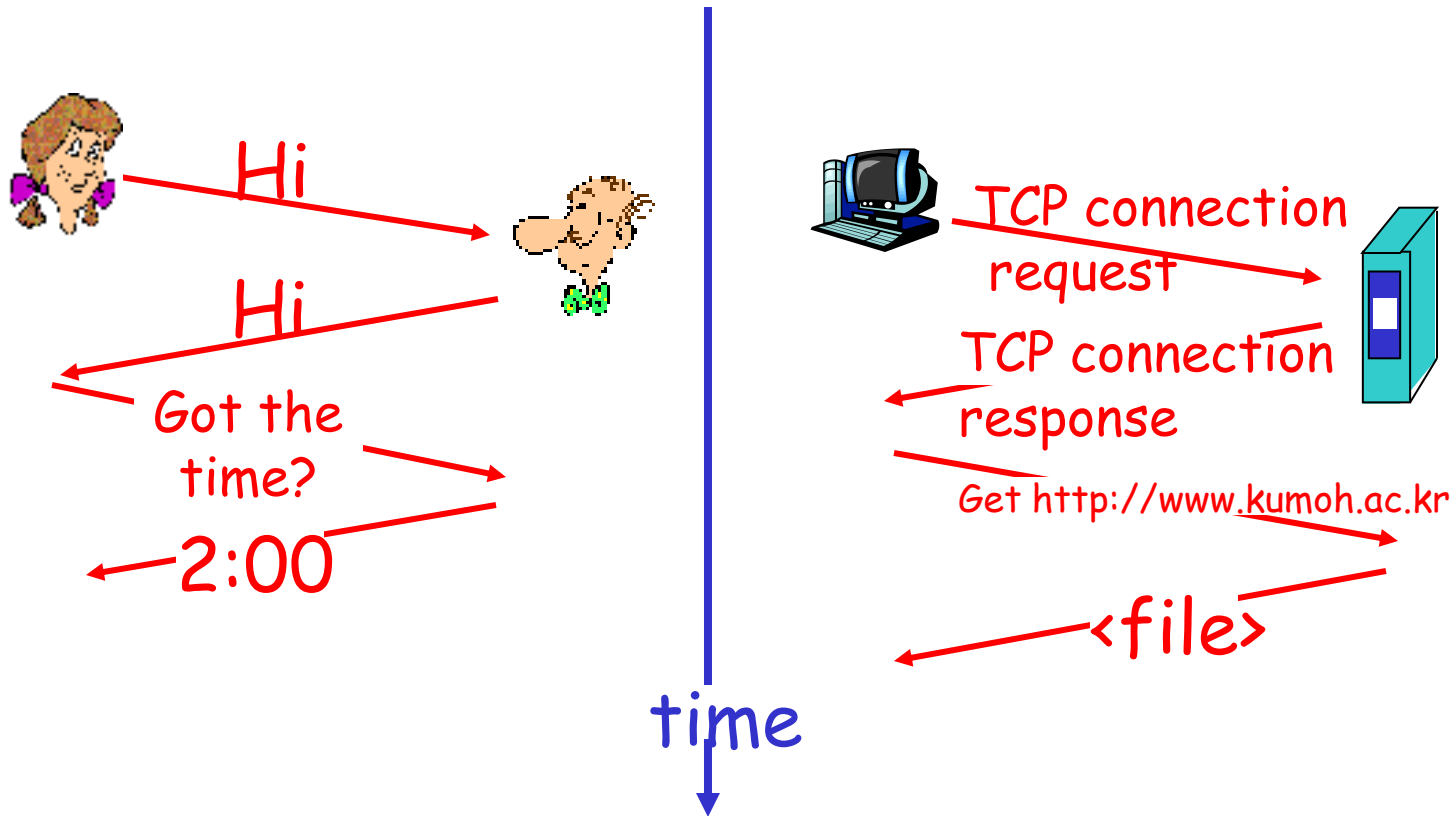 Hi
Hi
Got the
time?
2:00
TCP connection
request
TCP connection
response
Get http://www.kumoh.ac.kr
<file>
time